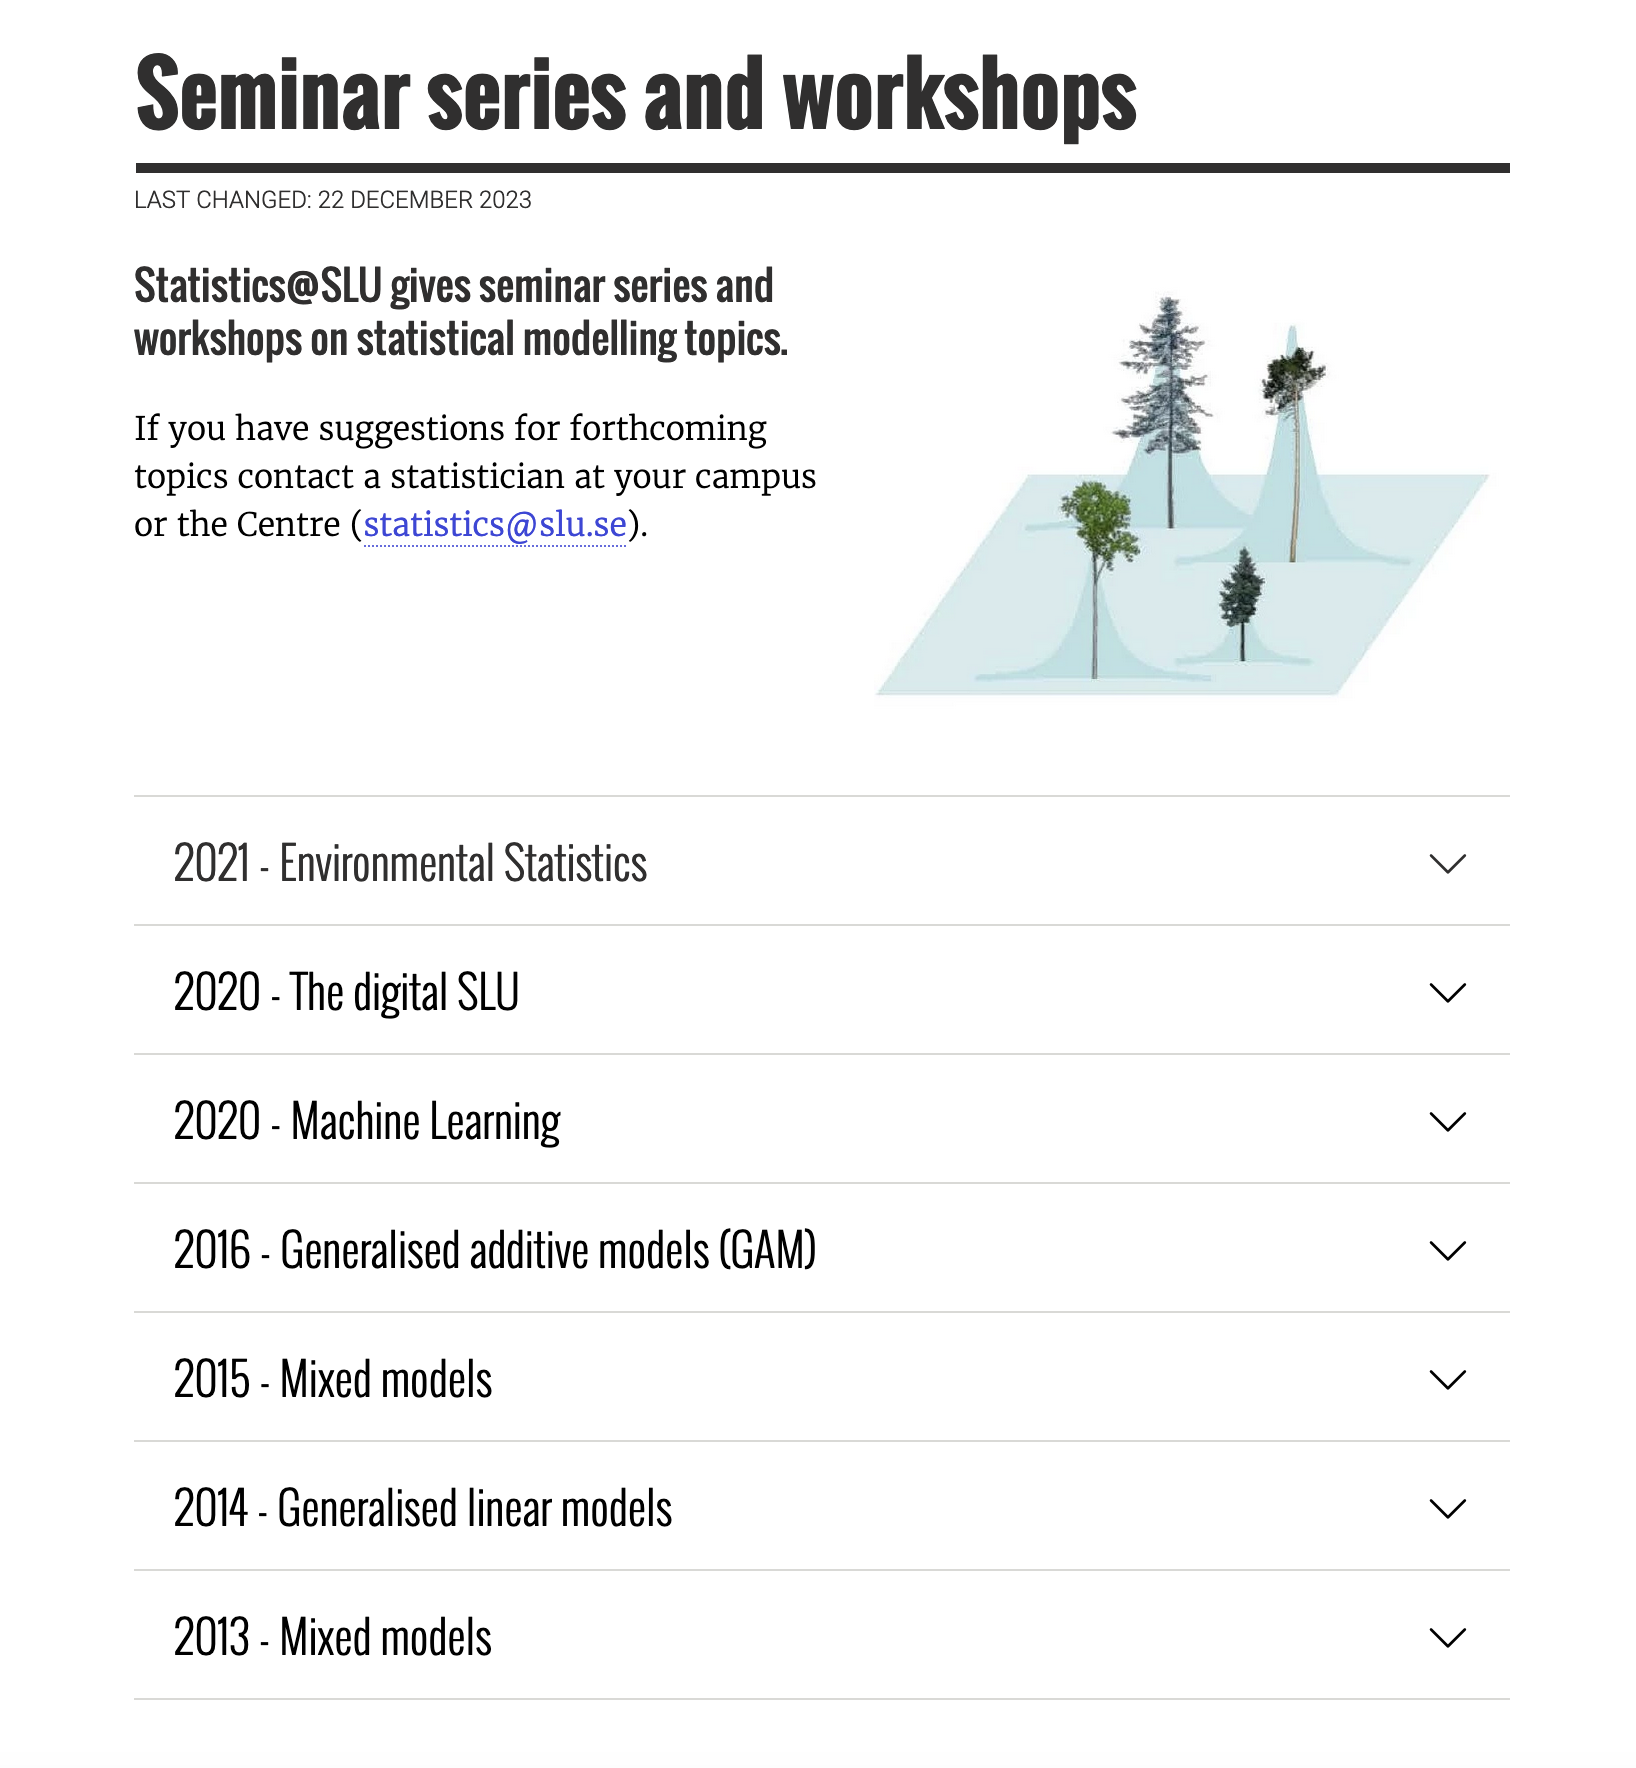 Seminar series and workshops
LAST CHANGED: 22 DECEMBER 2023
Statistics@SLU gives seminar series and
workshops on statistical modelling topics.
If you have suggestions for forthcoming
topics contact a statistician at your campus
or the Centre (statistics@slu.se).
2021 - Environmental Statistics
2020 - The digital SLU
2020 - Machine Learning
2016 - Generalised additive models (GAM)
2015 - Mixed models
2014 - Generalised linear models
2013 - Mixed models